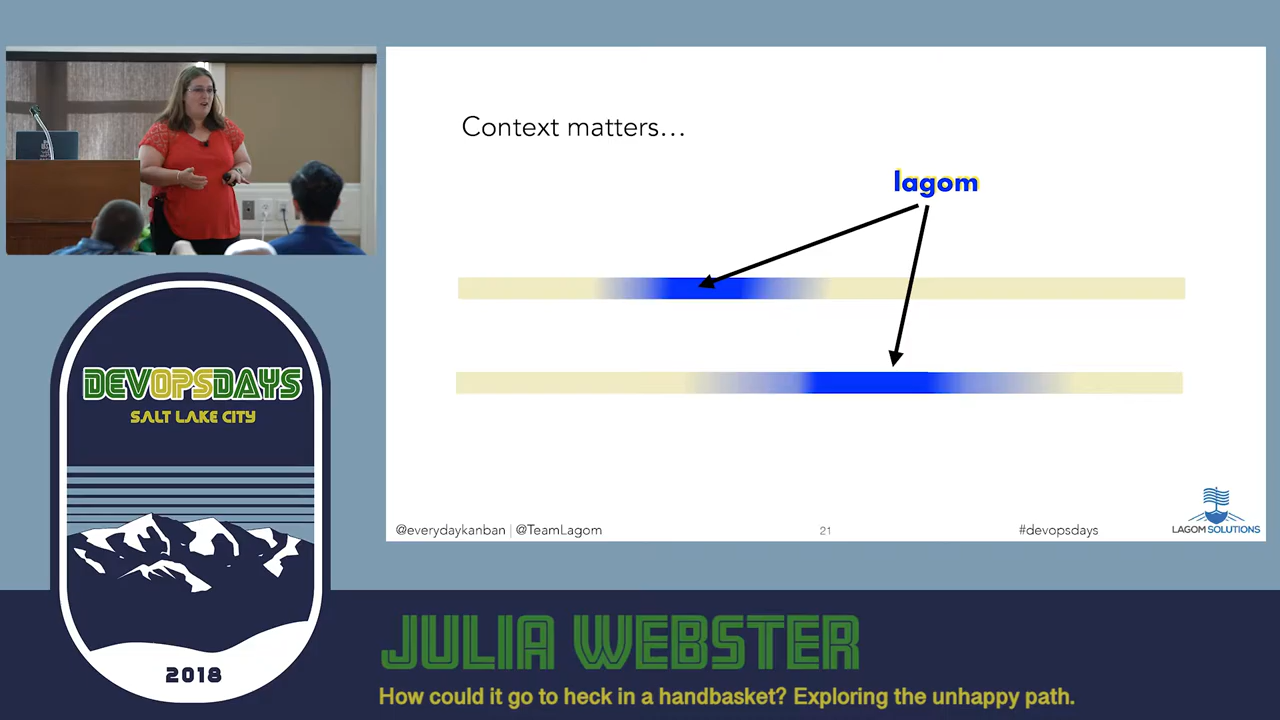 Context matters...
lagom
@everydaykanban | @TeamLagom
21
#devopsdays
LAGOM SOLUTIONS
DEVOPSDAYS
SALT LAKE CITY
2018
JULIA WEBSTER
How could it go to heck in a handbasket? Exploring the unhappy path.